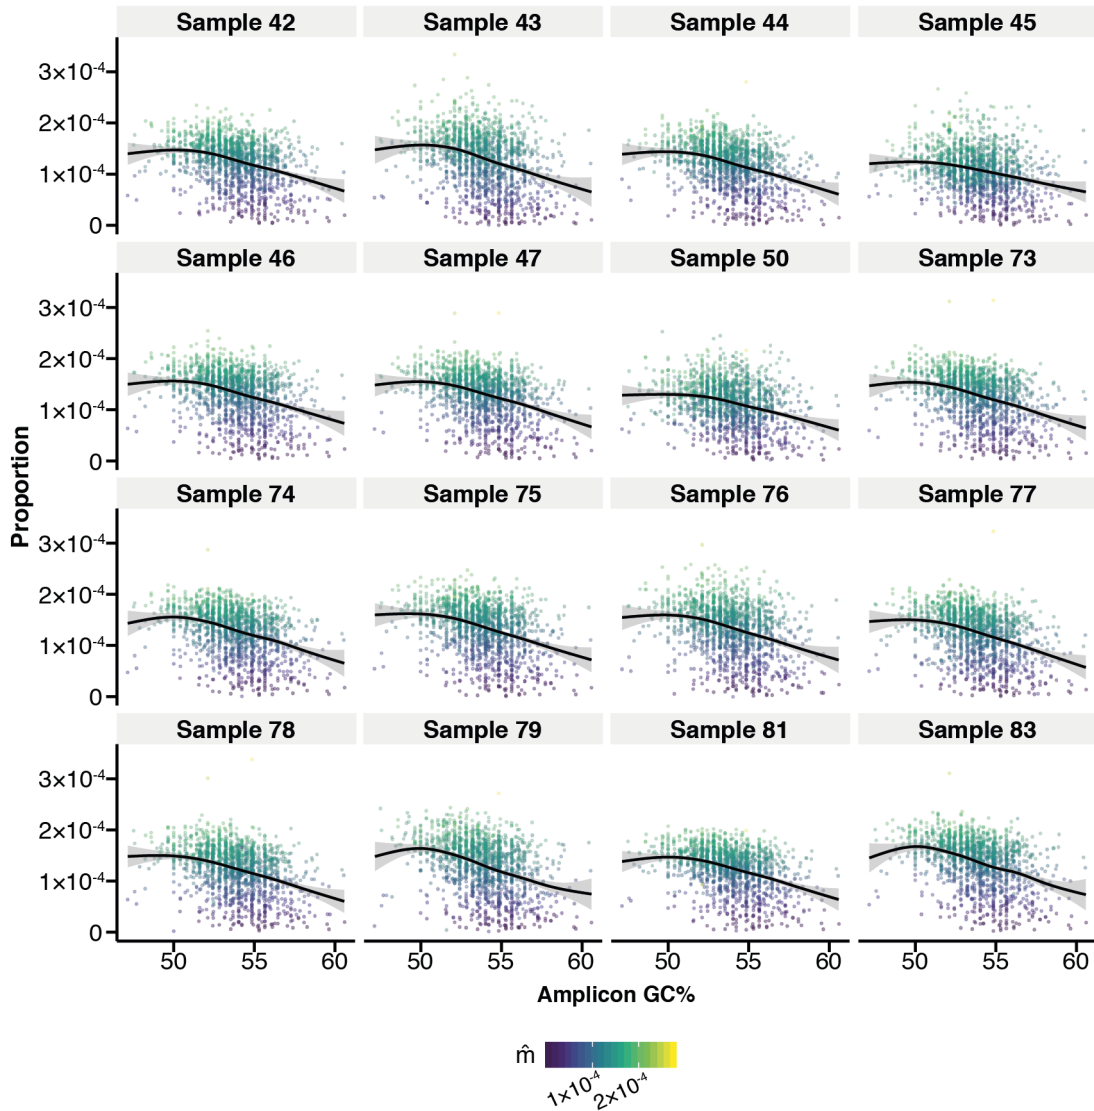 Sample 42 Sample 43 Sample 44 Sample 45
3×10⁻⁴
2×10⁻⁴
1×10⁻⁴
0
Sample 46 Sample 47 Sample 50 Sample 73
3×10⁻⁴
2×10⁻⁴
1×10⁻⁴
0
Proportion
Sample 74 Sample 75 Sample 76 Sample 77
3×10⁻⁴
2×10⁻⁴
1×10⁻⁴
0
Sample 78 Sample 79 Sample 81 Sample 83
3×10⁻⁴
2×10⁻⁴
1×10⁻⁴
0
50 55 60 50 55 60 50 55 60 50 55 60
Amplicon GC%
m̂
1×10⁻⁴ 2×10⁻⁴